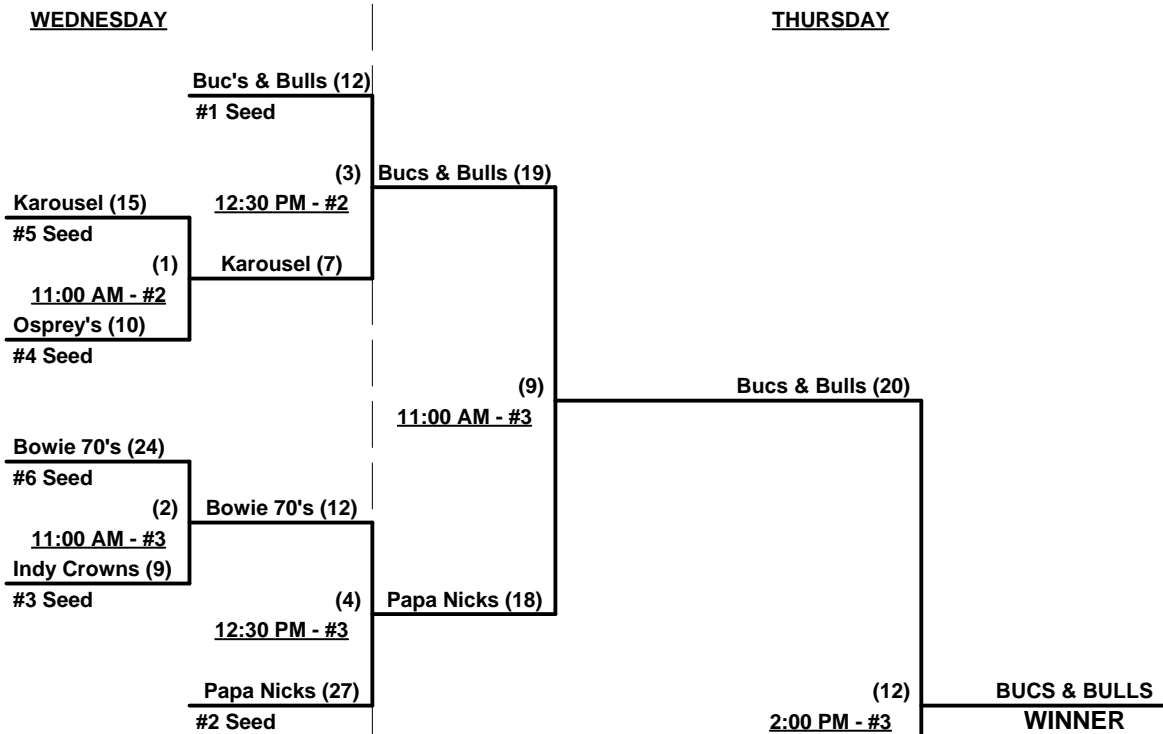 WEDNESDAY
THURSDAY
Buc's & Bulls (12)
#1 Seed
(3)
Bucs & Bulls (19)
12:30 PM - #2
Karousel (15)
#5 Seed
(1)
Karousel (7)
11:00 AM - #2
Osprey's (10)
#4 Seed
(9)
Bucs & Bulls (20)
11:00 AM - #3
Bowie 70's (24)
#6 Seed
(2)
Bowie 70's (12)
11:00 AM - #3
Indy Crowns (9)
#3 Seed
(4)
Papa Nicks (18)
12:30 PM - #3
Papa Nicks (27)
#2 Seed
(12)
BUCS & BULLS
2:00 PM - #3
WINNER